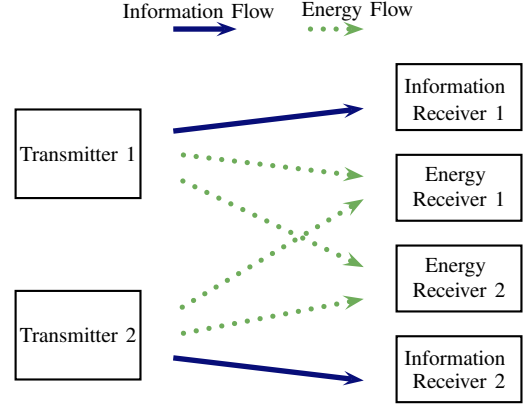 Information Flow
Energy Flow
Transmitter 1
Transmitter 2
Information
Receiver 1
Energy
Receiver 1
Energy
Receiver 2
Information
Receiver 2